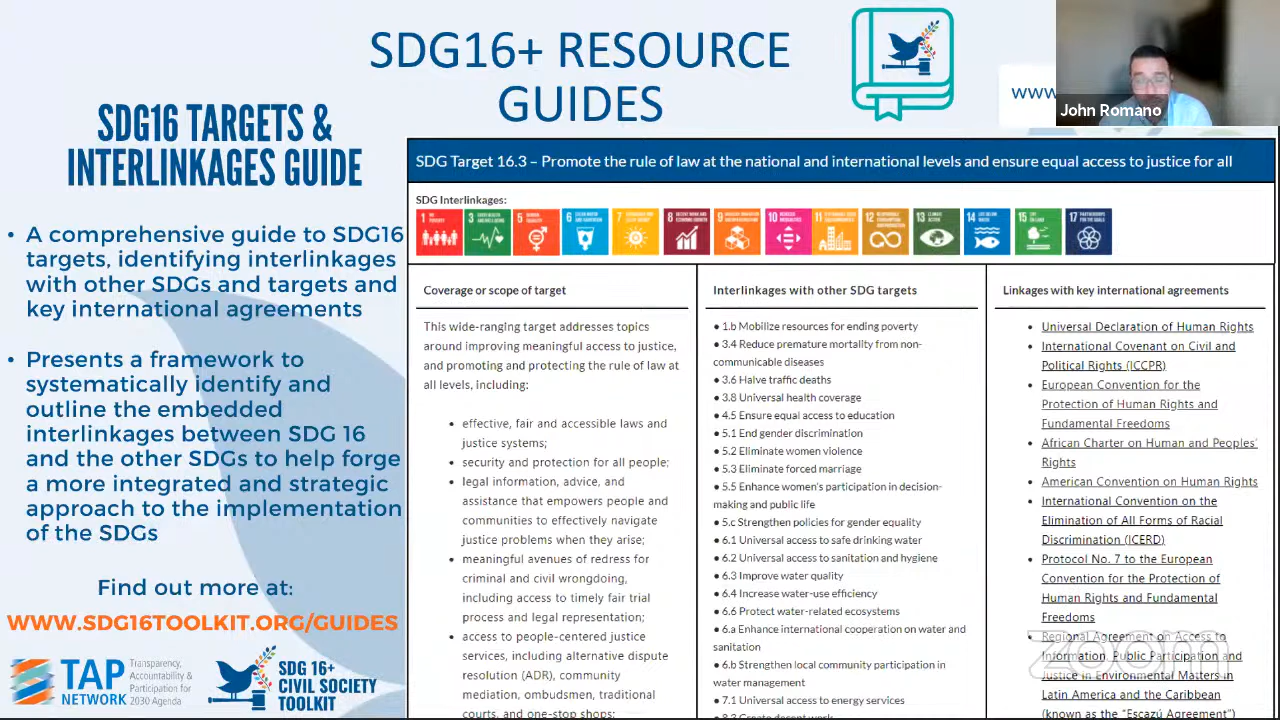 SDG16+ RESOURCE
GUIDES
www.
John Romano
SDG16 TARGETS &
INTERLINKAGES GUIDE
• A comprehensive guide to SDG16
targets, identifying interlinkages
with other SDGs and targets and
key international agreements
• Presents a framework to
systematically identify and
outline the embedded
interlinkages between SDG 16
and the other SDGs to help forge
a more integrated and strategic
approach to the implementation
of the SDGs
Find out more at:
WWW.SDG16TOOLKIT.ORG/GUIDES
TAP
NETWORK
Transparency,
Accountability &
Participation for
2030 Agenda
SDG 16+
CIVIL SOCIETY
TOOLKIT
SDG Target 16.3 – Promote the rule of law at the national and international levels and ensure equal access to justice for all
SDG Interlinkages:
1
3
5
6
7
8
9
10
11
12
13
14
15
17
Coverage or scope of target
This wide-ranging target addresses topics
around improving meaningful access to justice,
and promoting and protecting the rule of law at
all levels, including:
• effective, fair and accessible laws and
justice systems;
• security and protection for all people;
• legal information, advice, and
assistance that empowers people and
communities to effectively navigate
justice problems when they arise;
• meaningful avenues of redress for
criminal and civil wrongdoing,
including access to timely fair trial
process and legal representation;
• access to people-centered justice
services, including alternative dispute
resolution (ADR), community
mediation, ombudsmen, traditional
courts, and one-stop shops;
Interlinkages with other SDG targets
● 1.b Mobilize resources for ending poverty
● 3.4 Reduce premature mortality from non-
communicable diseases
● 3.6 Halve traffic deaths
● 3.8 Universal health coverage
● 4.5 Ensure equal access to education
● 5.1 End gender discrimination
● 5.2 Eliminate women violence
● 5.3 Eliminate forced marriage
● 5.5 Enhance women's participation in decision-
making and public life
● 5.c Strengthen policies for gender equality
● 6.1 Universal access to safe drinking water
● 6.2 Universal access to sanitation and hygiene
● 6.3 Improve water quality
● 6.4 Increase water-use efficiency
● 6.6 Protect water-related ecosystems
● 6.a Enhance international cooperation on water and
sanitation
● 6.b Strengthen local community participation in
water management
● 7.1 Universal access to energy services
● 8.3 Create decent work
Linkages with key international agreements
• Universal Declaration of Human Rights
• International Covenant on Civil and
Political Rights (ICCPR)
• European Convention for the
Protection of Human Rights and
Fundamental Freedoms
• African Charter on Human and Peoples'
Rights
• American Convention on Human Rights
• International Convention on the
Elimination of All Forms of Racial
Discrimination (ICERD)
• Protocol No. 7 to the European
Convention for the Protection of
Human Rights and Fundamental
Freedoms
• Regional Agreement on Access to
Information, Public Participation and
Justice in Environmental Matters in
Latin America and the Caribbean
(known as the "Escazú Agreement")
zoom